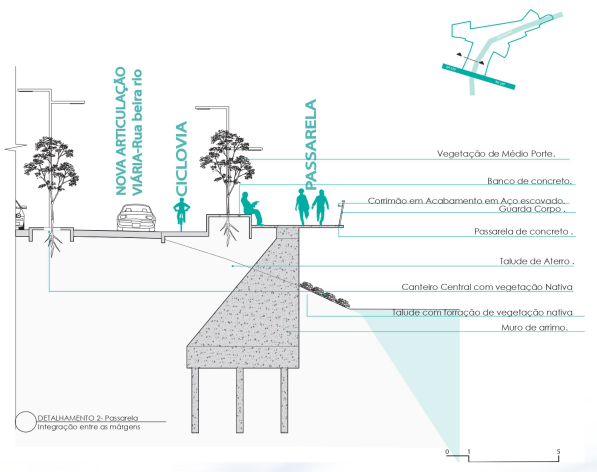 NOVA ARTICULAÇÃO
VIÁRIA-Rua beira rio
CICLOVIA
PASSARELA
Vegetação de Médio Porte.
Banco de concreto.
Corrimão em Acabamento em Aço escovado.
Guarda Corpo .
Passarela de concreto .
Talude de Aterro .
Canteiro Central com vegetação Nativa
Talude com forração de vegetação nativa
Muro de arrimo.
DETALHAMENTO 2- Passarela
Integração entre as márgens
0 1 5